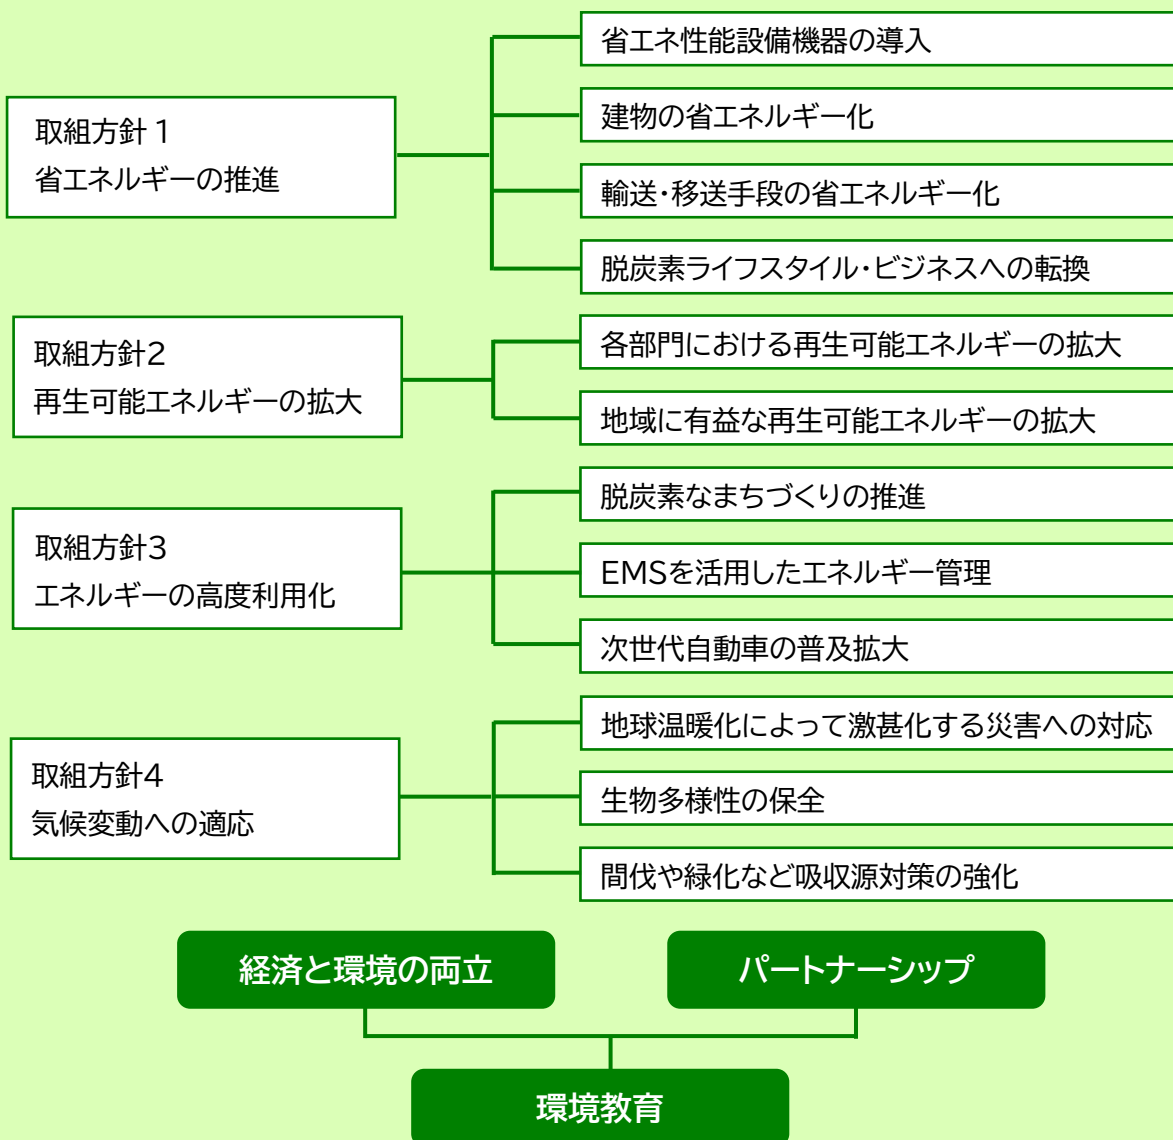 取組方針1
省エネルギーの推進
省エネ性能設備機器の導入
建物の省エネルギー化
輸送・移送手段の省エネルギー化
脱炭素ライフスタイル・ビジネスへの転換
取組方針2
再生可能エネルギーの拡大
各部門における再生可能エネルギーの拡大
地域に有益な再生可能エネルギーの拡大
取組方針3
エネルギーの高度利用化
脱炭素なまちづくりの推進
EMSを活用したエネルギー管理
次世代自動車の普及拡大
取組方針4
気候変動への適応
地球温暖化によって激甚化する災害への対応
生物多様性の保全
間伐や緑化など吸収源対策の強化
経済と環境の両立
パートナーシップ
環境教育